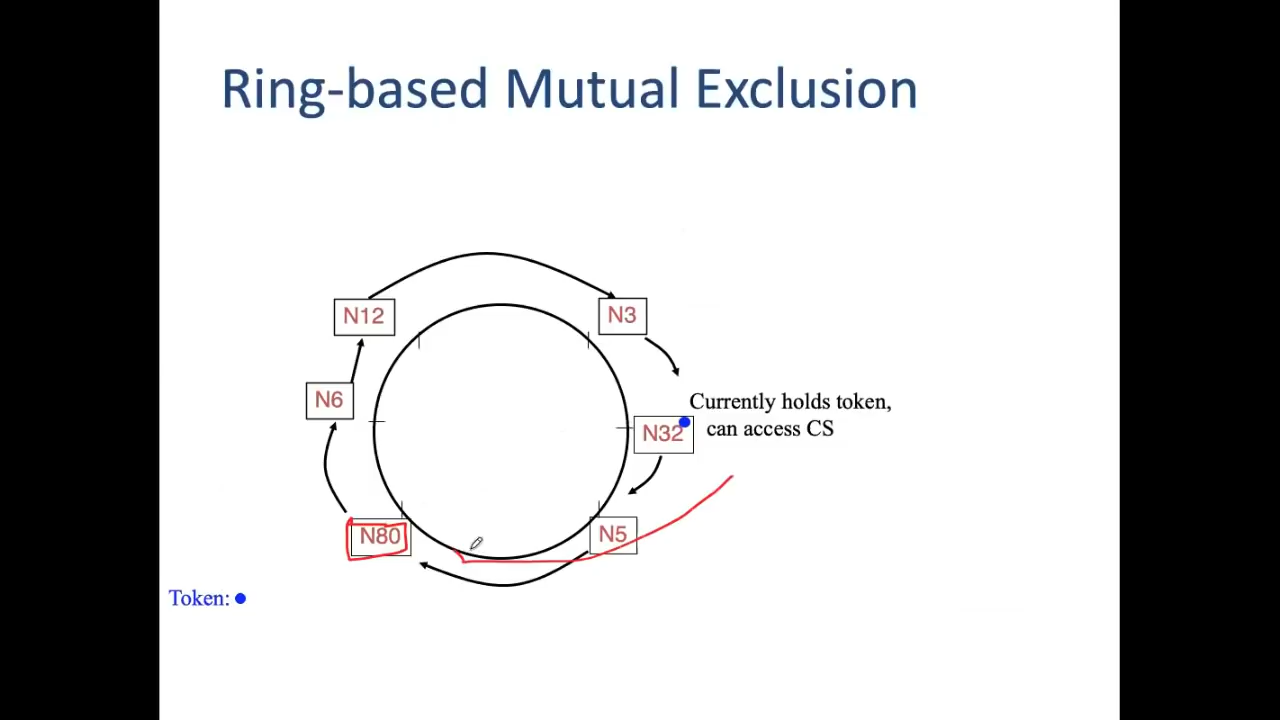 Ring-based Mutual Exclusion
N12
N3
N6
Currently holds token,
can access CS
N32
N80
N5
Token: